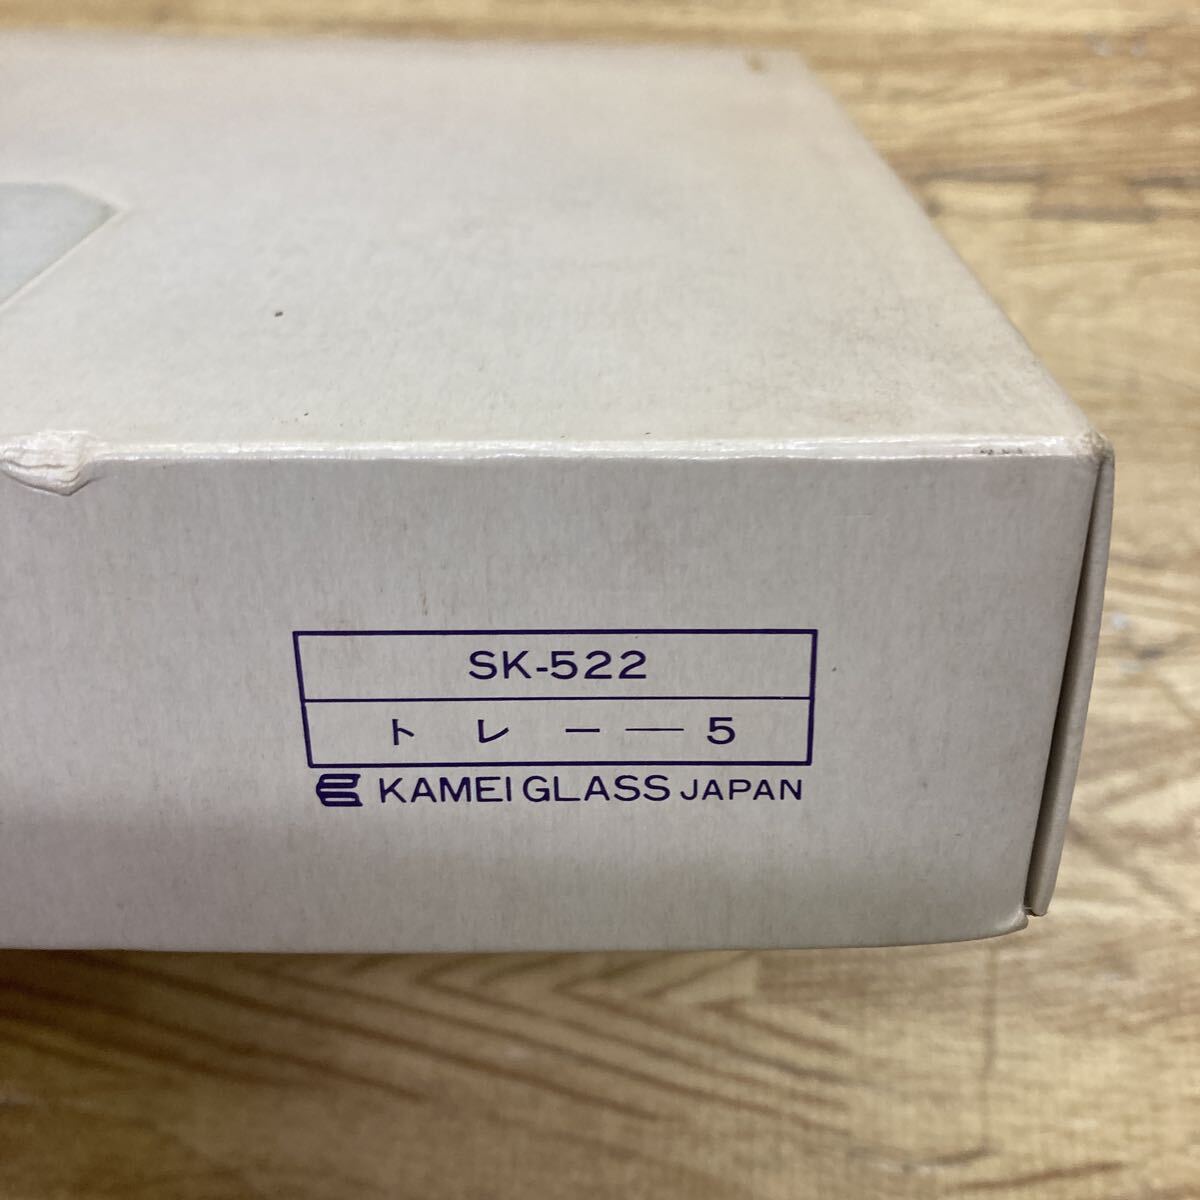 SK-522
トレー — 5
KAMEI GLASS JAPAN